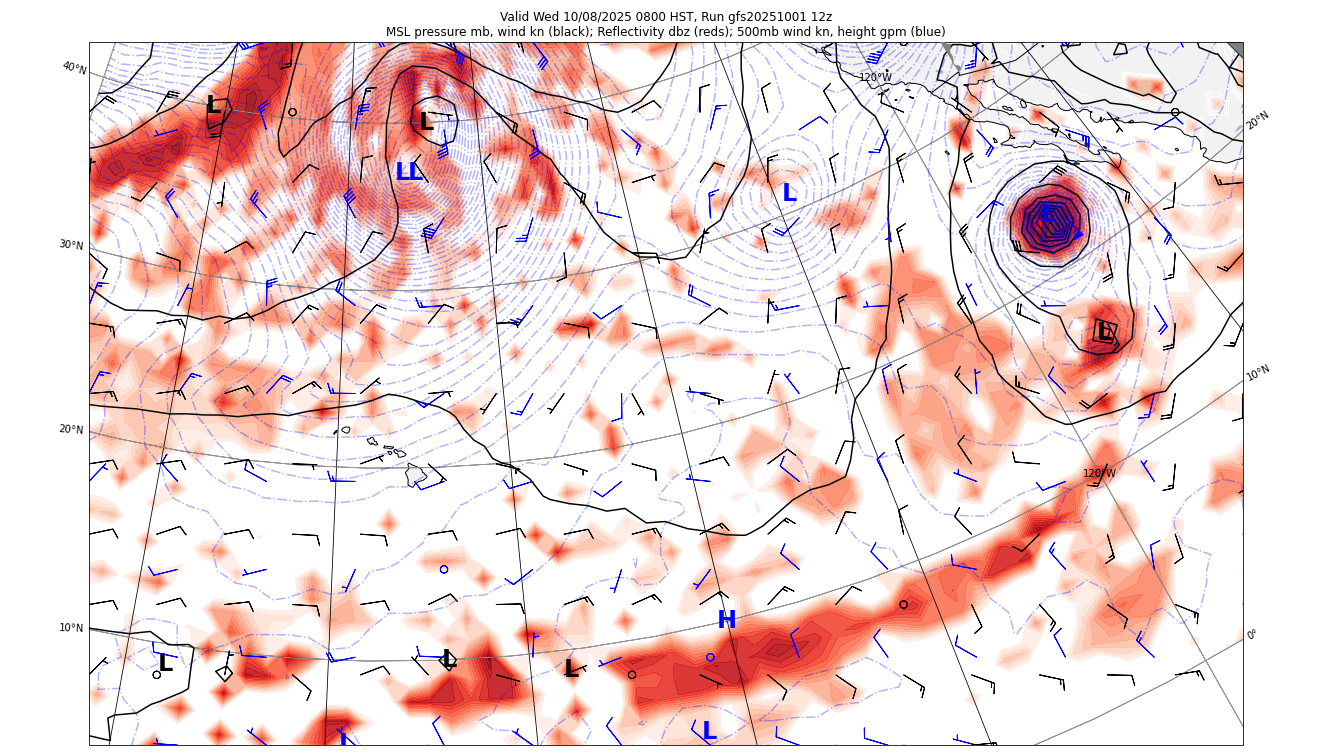 Valid Wed 10/08/2025 0800 HST, Run gfs20251001 12z
MSL pressure mb, wind kn (black); Reflectivity dbz (reds); 500mb wind kn, height gpm (blue)
40°N
120°W
L
L
20°N
LL
L
L
30°N
L
10°N
20°N
120°W
10°N
H
0°
L
L
L
L
L